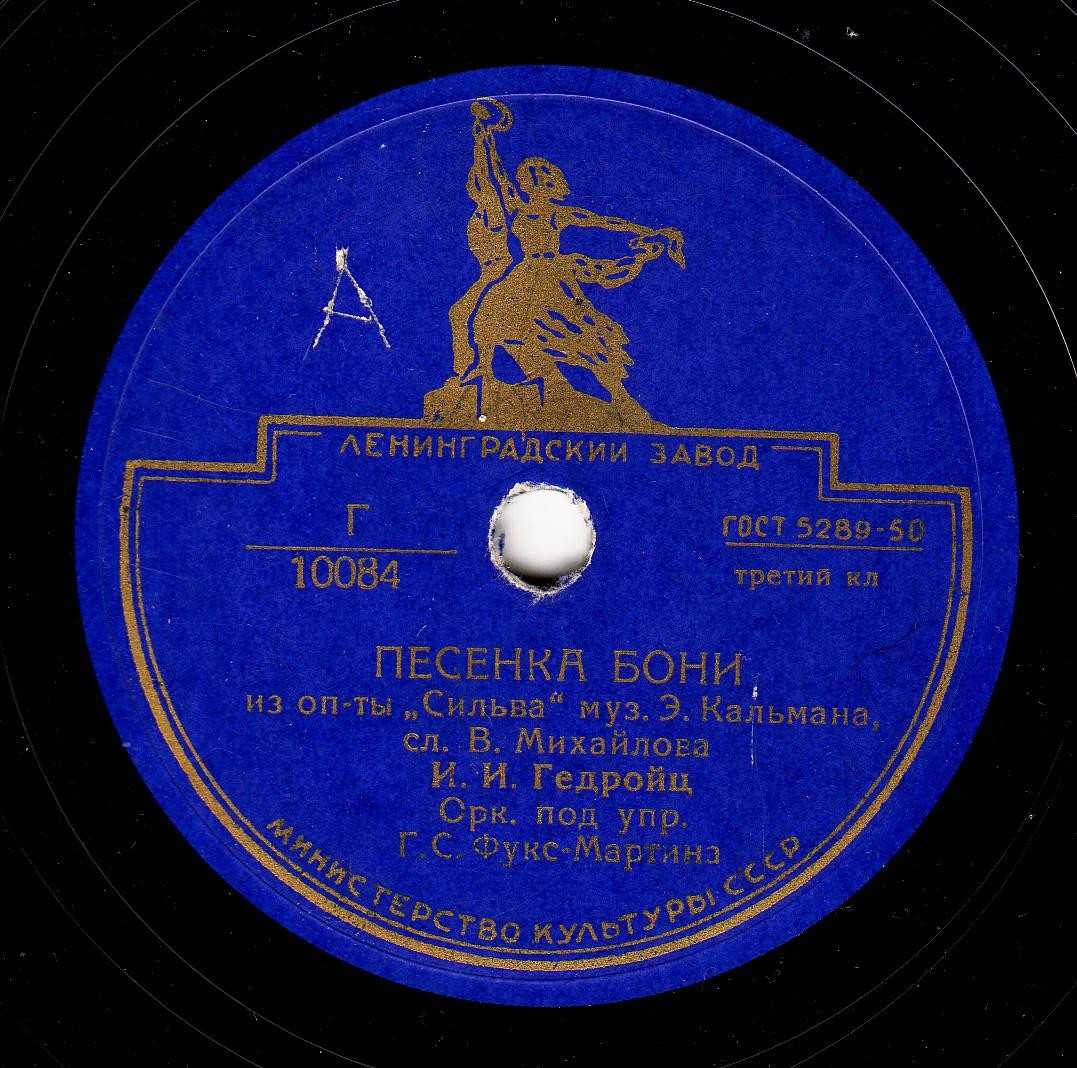 А
ЛЕНИНГРАДСКИЙ ЗАВОД
Г
10084
ГОСТ 5289-50
третий кл
ПЕСЕНКА БОНИ
из оп-ты „Сильва“ муз. Э. Кальмана,
сл. В. Михайлова
И. И. Гедройц
Орк. под упр.
Г. С. Фукс-Мартина
МИНИСТЕРСТВО КУЛЬТУРЫ СССР